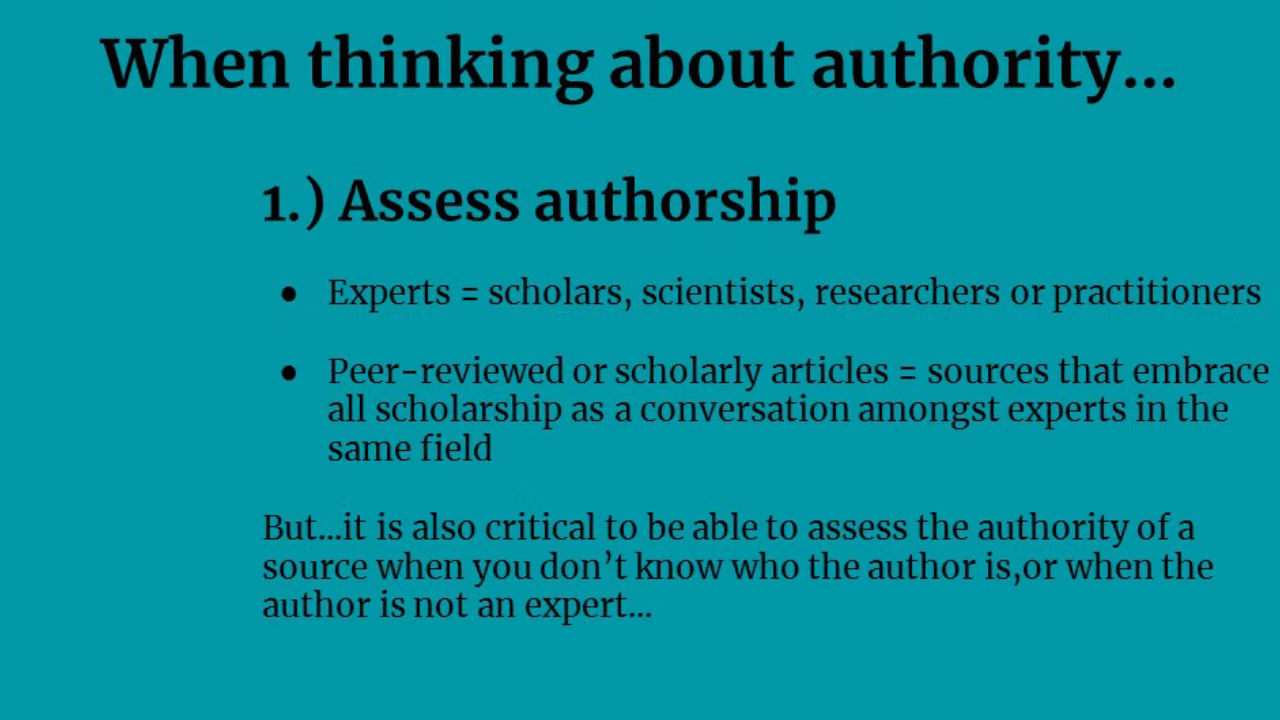 When thinking about authority...
1.) Assess authorship
● Experts = scholars, scientists, researchers or practitioners
● Peer-reviewed or scholarly articles = sources that embrace
all scholarship as a conversation amongst experts in the
same field
But...it is also critical to be able to assess the authority of a
source when you don’t know who the author is,or when the
author is not an expert...